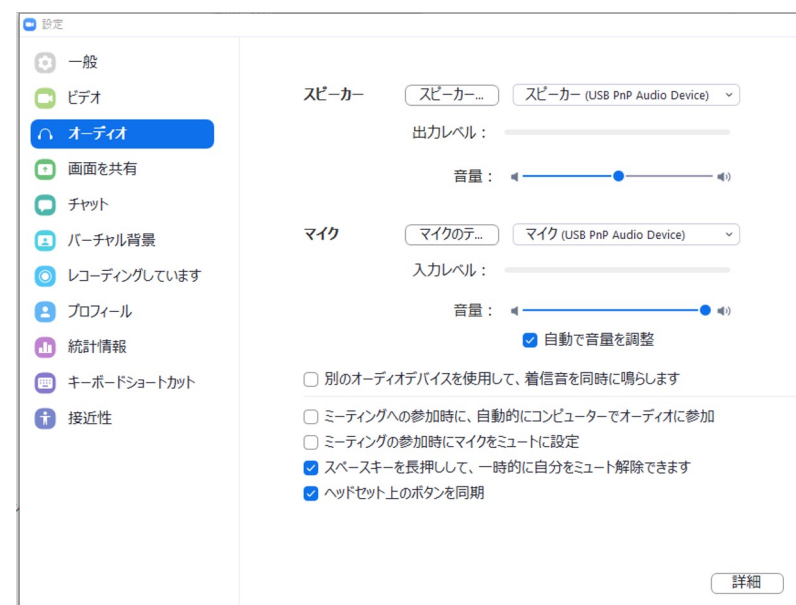 設定
一般
ビデオ
オーディオ
画面を共有
チャット
バーチャル背景
レコーディングしています
プロフィール
統計情報
キーボードショートカット
接近性
スピーカー
スピーカー...
スピーカー (USB PnP Audio Device)
出力レベル：
音量：
マイク
マイクのテ...
マイク (USB PnP Audio Device)
入力レベル：
音量：
自動で音量を調整
別のオーディオデバイスを使用して、着信音を同時に鳴らします
ミーティングへの参加時に、自動的にコンピューターでオーディオに参加
ミーティングの参加時にマイクをミュートに設定
スペースキーを長押しして、一時的に自分をミュート解除できます
ヘッドセット上のボタンを同期
詳細